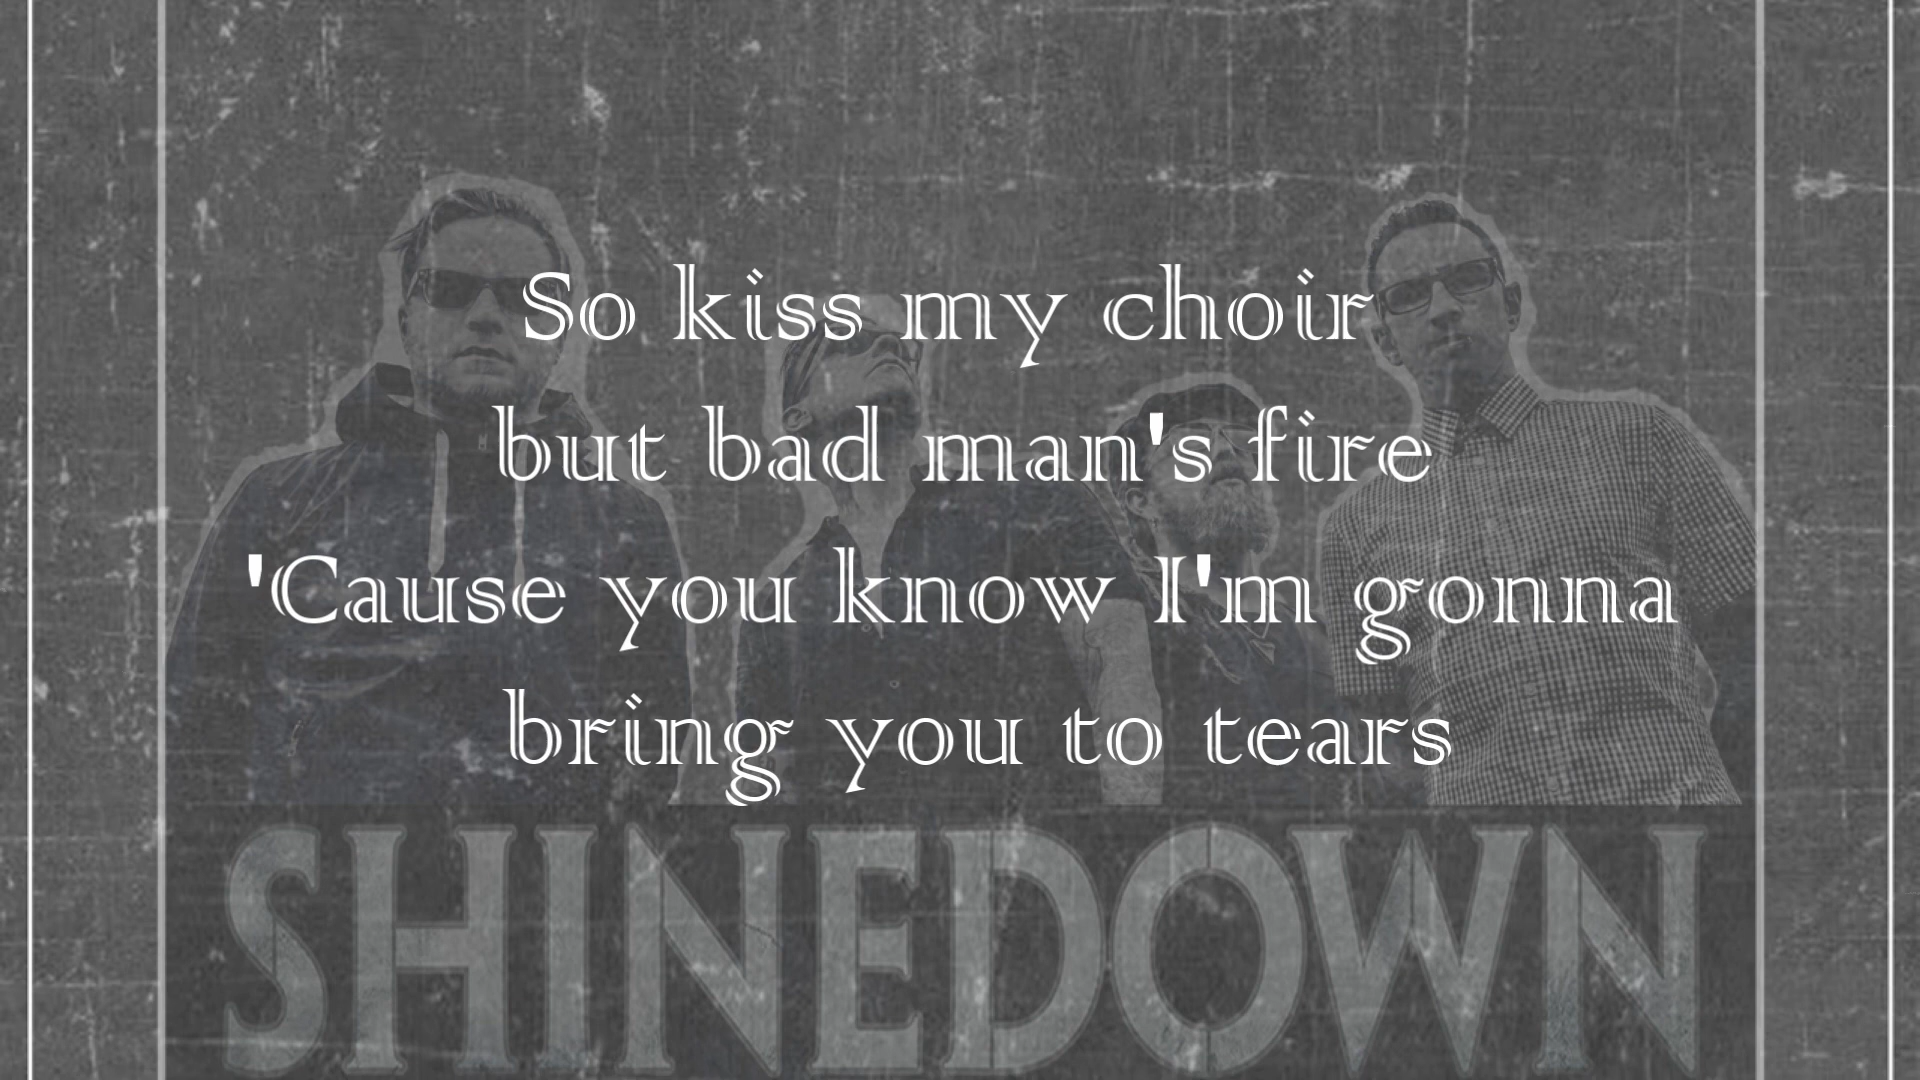 So kiss my choir
but bad man's fire
'Cause you know I'm gonna
bring you to tears
SHINEDOWN